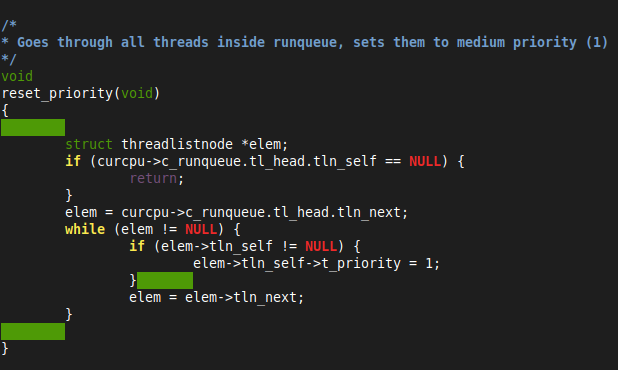 /*
* Goes through all threads inside runqueue, sets them to medium priority (1)
*/
void
reset_priority(void)
{
struct threadlistnode *elem;
if (curcpu->c_runqueue.tl_head.tln_self == NULL) {
return;
}
elem = curcpu->c_runqueue.tl_head.tln_next;
while (elem != NULL) {
if (elem->tln_self != NULL) {
elem->tln_self->t_priority = 1;
}
elem = elem->tln_next;
}
}